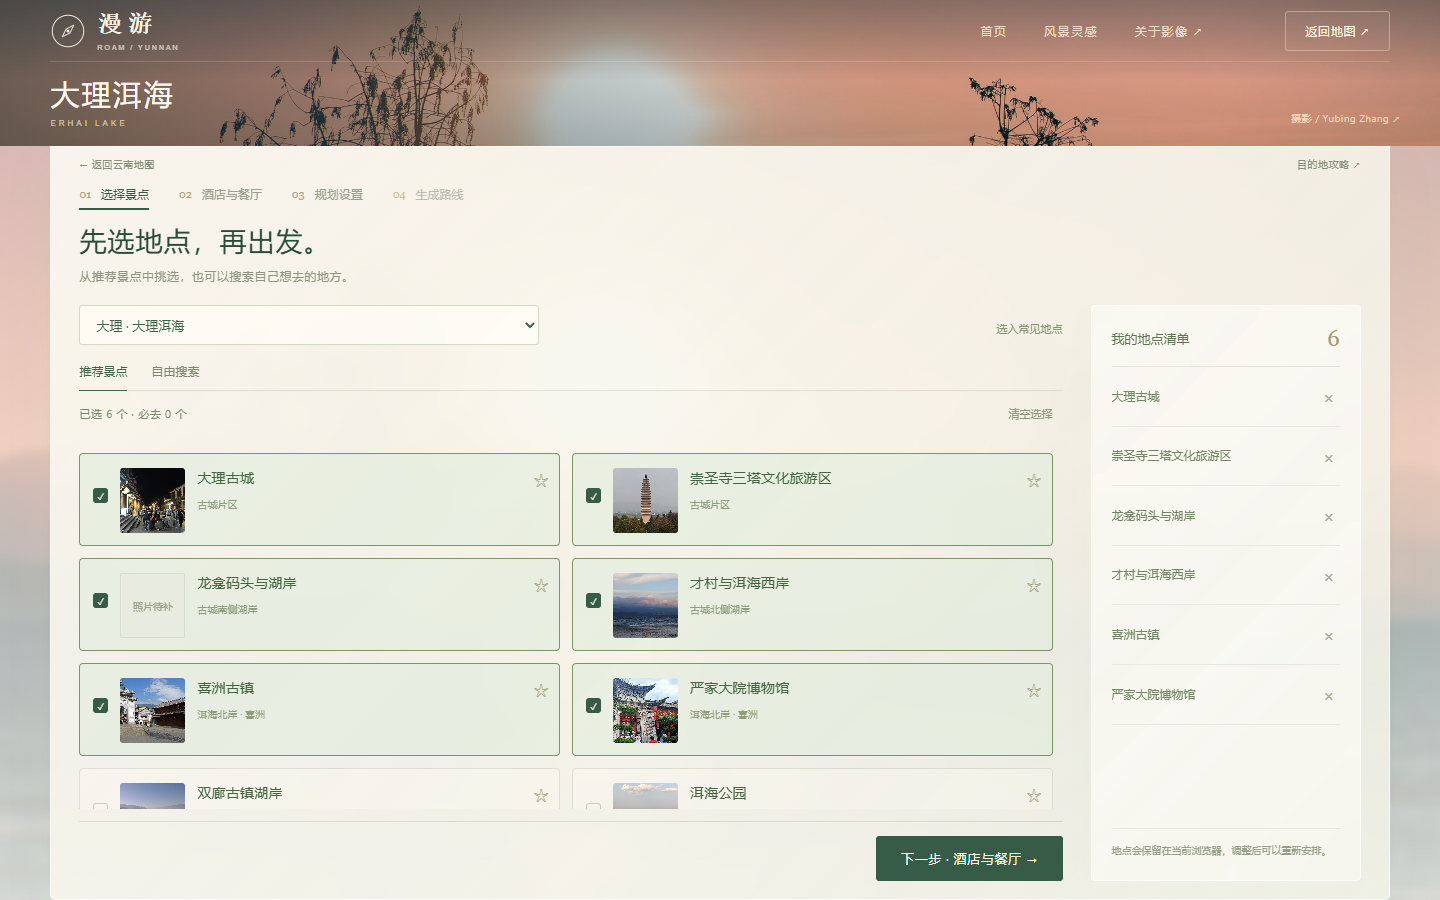 漫游
ROAM / YUNNAN
首页
风景灵感
关于影像 ↗
返回地图 ↗
大理洱海
ERHAI LAKE
摄影 / Yubing Zhang ↗
← 返回云南地图
目的地攻略 ↗
01 选择景点
02 酒店与餐厅
03 规划设置
04 生成路线
先选地点，再出发。
从推荐景点中挑选，也可以搜索自己想去的地方。
大理 · 大理洱海
选入常见地点
推荐景点
自由搜索
已选 6 个 · 必去 0 个
清空选择
大理古城
古城片区
崇圣寺三塔文化旅游区
古城片区
照片待补
龙龛码头与湖岸
古城南侧湖岸
才村与洱海西岸
古城北侧湖岸
喜洲古镇
洱海北岸 · 喜洲
严家大院博物馆
洱海北岸 · 喜洲
双廊古镇湖岸
洱海公园
下一步 · 酒店与餐厅 →
我的地点清单
6
大理古城 ×
崇圣寺三塔文化旅游区 ×
龙龛码头与湖岸 ×
才村与洱海西岸 ×
喜洲古镇 ×
严家大院博物馆 ×
地点会保留在当前浏览器，调整后可以重新安排。